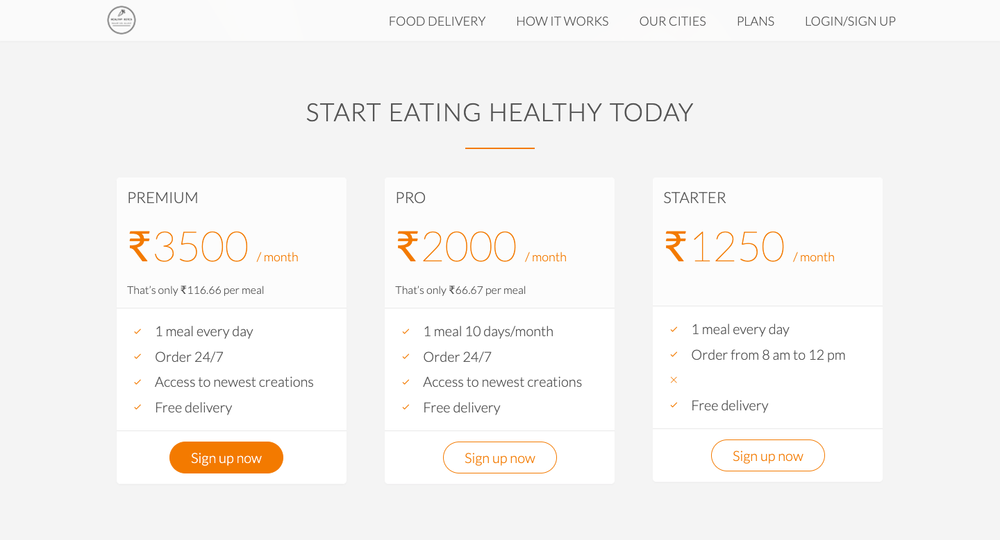 HEALTHY BITES
FOOD DELIVERY HOW IT WORKS OUR CITIES PLANS LOGIN/SIGN UP
START EATING HEALTHY TODAY
PREMIUM
₹3500 / month
That's only ₹116.66 per meal
1 meal every day
Order 24/7
Access to newest creations
Free delivery
Sign up now
PRO
₹2000 / month
That's only ₹66.67 per meal
1 meal 10 days/month
Order 24/7
Access to newest creations
Free delivery
Sign up now
STARTER
₹1250 / month
1 meal every day
Order from 8 am to 12 pm
Free delivery
Sign up now